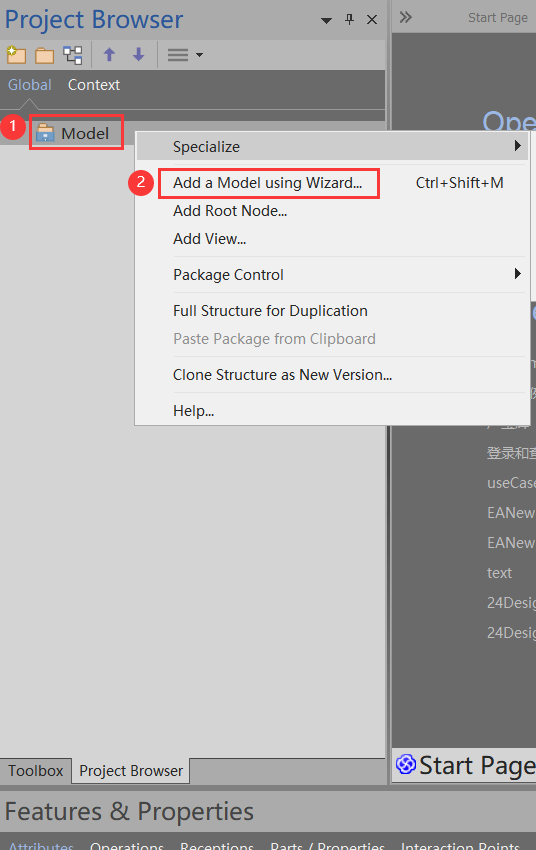 Project Browser
Start Page
Global Context
Ope
1
Model
Specialize
2
Add a Model using Wizard... Ctrl+Shift+M
Add Root Node...
Add View...
Package Control
Full Structure for Duplication
Paste Package from Clipboard
Clone Structure as New Version...
Help...
登录和
useCase
EANew
EANew
text
24Desig
24Desig
Start Page
Toolbox Project Browser
Features & Properties
Attributes Operations Receptions Parts / Properties Interaction Points